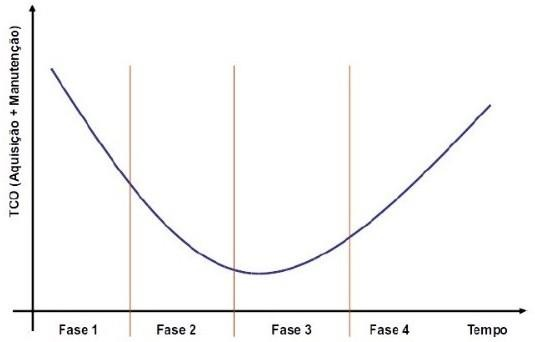 TCO (Aquisição + Manutenção)
Fase 1
Fase 2
Fase 3
Fase 4
Tempo